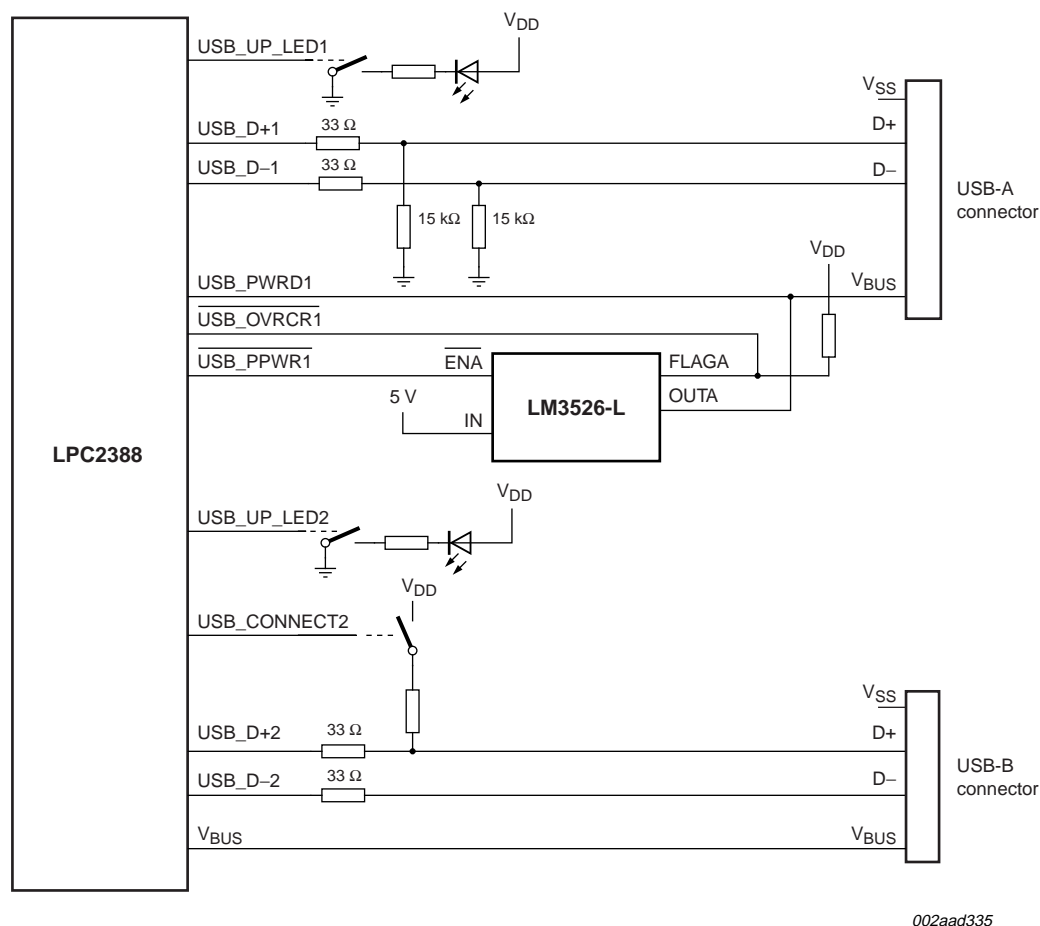 V_DD
USB_UP_LED1
V_SS
USB_D+1
33 Ω
D+
USB_D−1
33 Ω
D−
USB-A
connector
15 kΩ
15 kΩ
V_DD
USB_PWRD1
V_BUS
USB_OVRCR1
USB_PPWR1
ENA
FLAGA
5 V
IN
LM3526-L
OUTA
LPC2388
V_DD
USB_UP_LED2
V_DD
USB_CONNECT2
V_SS
USB_D+2
33 Ω
D+
USB_D−2
33 Ω
D−
USB-B
connector
V_BUS
V_BUS
002aad335